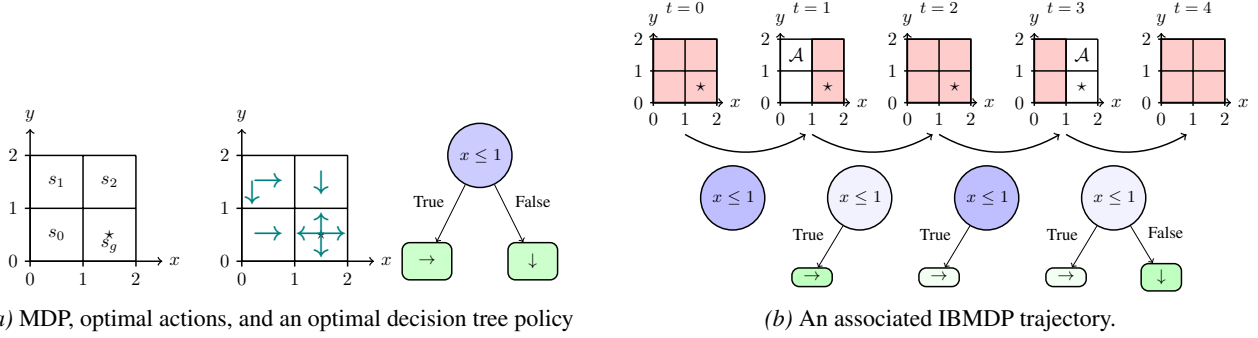 t = 0 t = 1 t = 2 t = 3 t = 4
y y y y y
2 2 2 2 2
𝒜 𝒜
1 1 1 1 1
⋆ ⋆ ⋆ ⋆
0 0 0 0 0
x x x x x
0 1 2 0 1 2 0 1 2 0 1 2 0 1 2
y y
2 2
s₁ s₂
1 1
s₀ ⋆ ⋆
s_g
0 0
x x
0 1 2 0 1 2
x ≤ 1
True False
→ ↓
x ≤ 1 x ≤ 1 x ≤ 1 x ≤ 1
True True True False
→ → → ↓
) MDP, optimal actions, and an optimal decision tree policy
(b) An associated IBMDP trajectory.